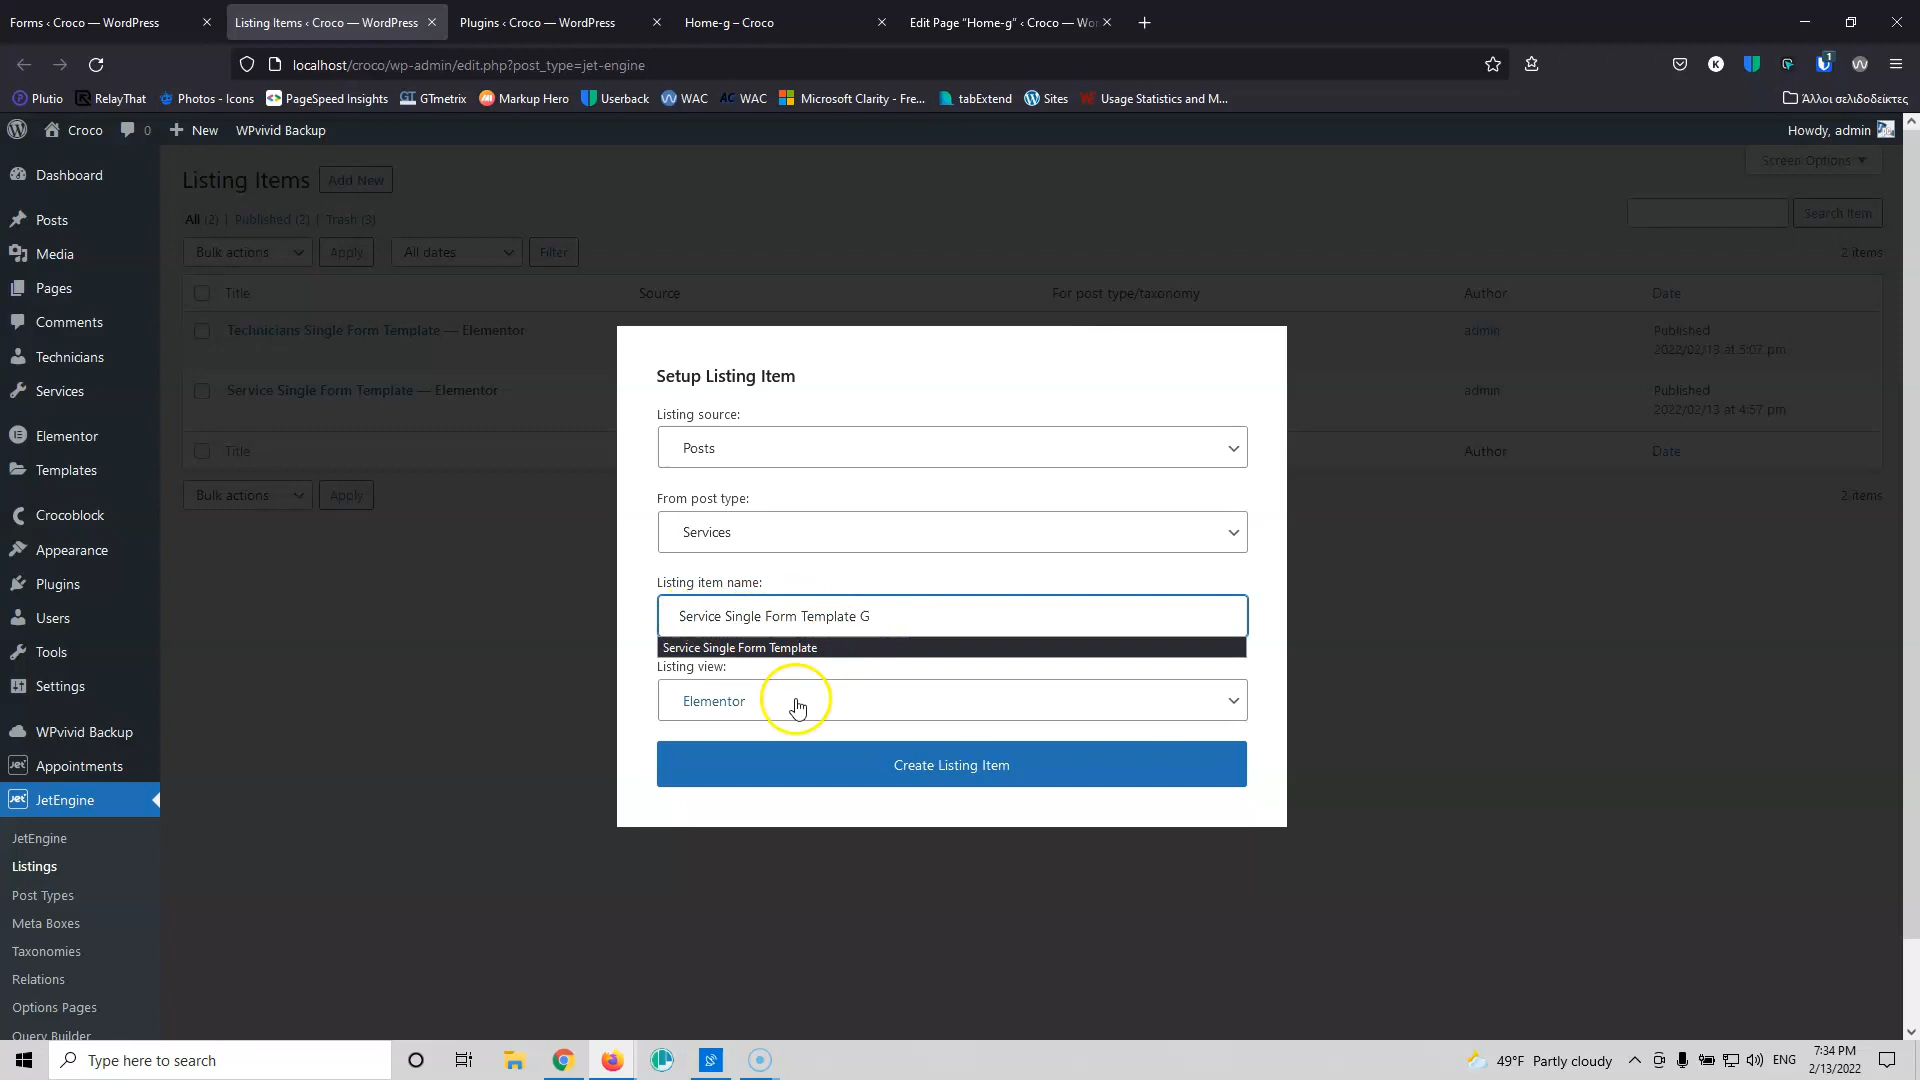 Forms ‹ Croco — WordPress
Listing Items ‹ Croco — WordPress
Plugins ‹ Croco — WordPress
Home-g – Croco
Edit Page “Home-g” ‹ Croco — Wor
localhost/croco/wp-admin/edit.php?post_type=jet-engine
Plutio
RelayThat
Photos - Icons
PageSpeed Insights
GTmetrix
Markup Hero
Userback
WAC
WAC
Microsoft Clarity - Fre...
tabExtend
Sites
Usage Statistics and M...
Άλλοι σελιδοδείκτες
Croco
0
New
WPvivid Backup
Howdy, admin
Dashboard
Posts
Media
Pages
Comments
Technicians
Services
Elementor
Templates
Crocoblock
Appearance
Plugins
Users
Tools
Settings
WPvivid Backup
Appointments
JetEngine
JetEngine
Listings
Post Types
Meta Boxes
Taxonomies
Relations
Options Pages
Query Builder
Screen Options
Listing Items
Add New
All (2) | Published (2) | Trash (3)
Search Item
Bulk actions
Apply
All dates
Filter
2 items
Title
Source
For post type/taxonomy
Author
Date
Technicians Single Form Template — Elementor
admin
Published
2022/02/13 at 5:07 pm
Service Single Form Template — Elementor
admin
Published
2022/02/13 at 4:57 pm
Title
Author
Date
Bulk actions
Apply
2 items
Setup Listing Item
Listing source:
Posts
From post type:
Services
Listing item name:
Service Single Form Template G
Service Single Form Template
Listing view:
Elementor
Create Listing Item
Type here to search
49°F Partly cloudy
ENG
7:34 PM
2/13/2022